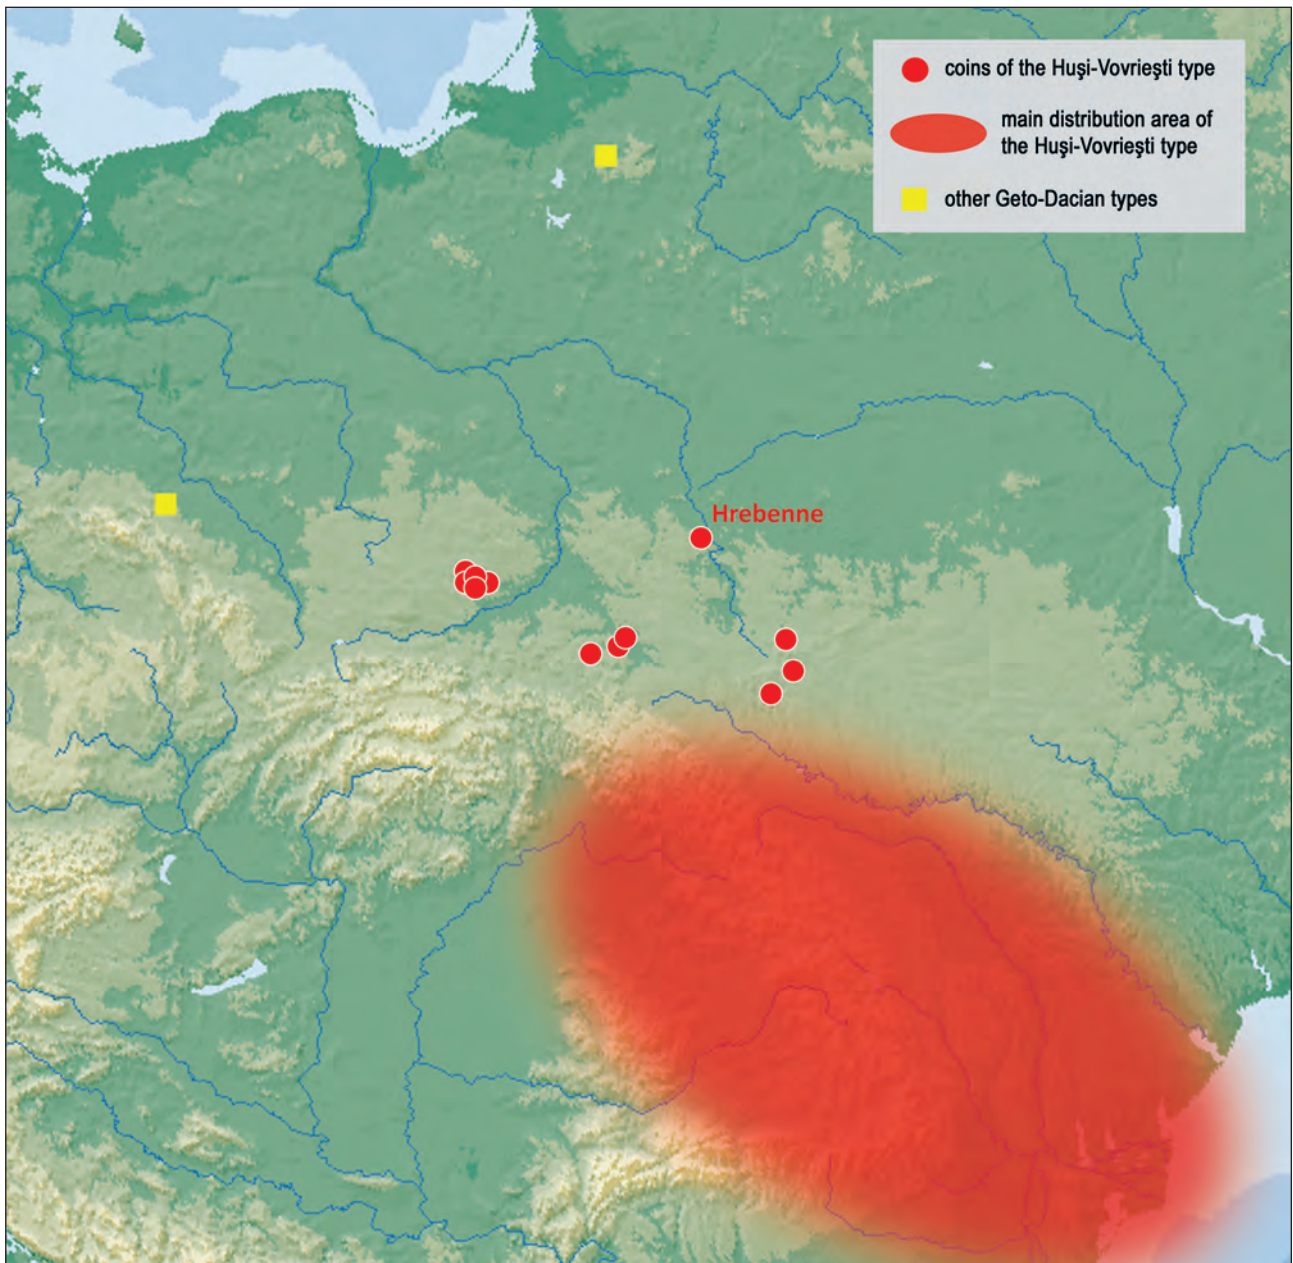 coins of the Huşi-Vovrieşti type
main distribution area of
the Huşi-Vovrieşti type
other Geto-Dacian types
Hrebenne